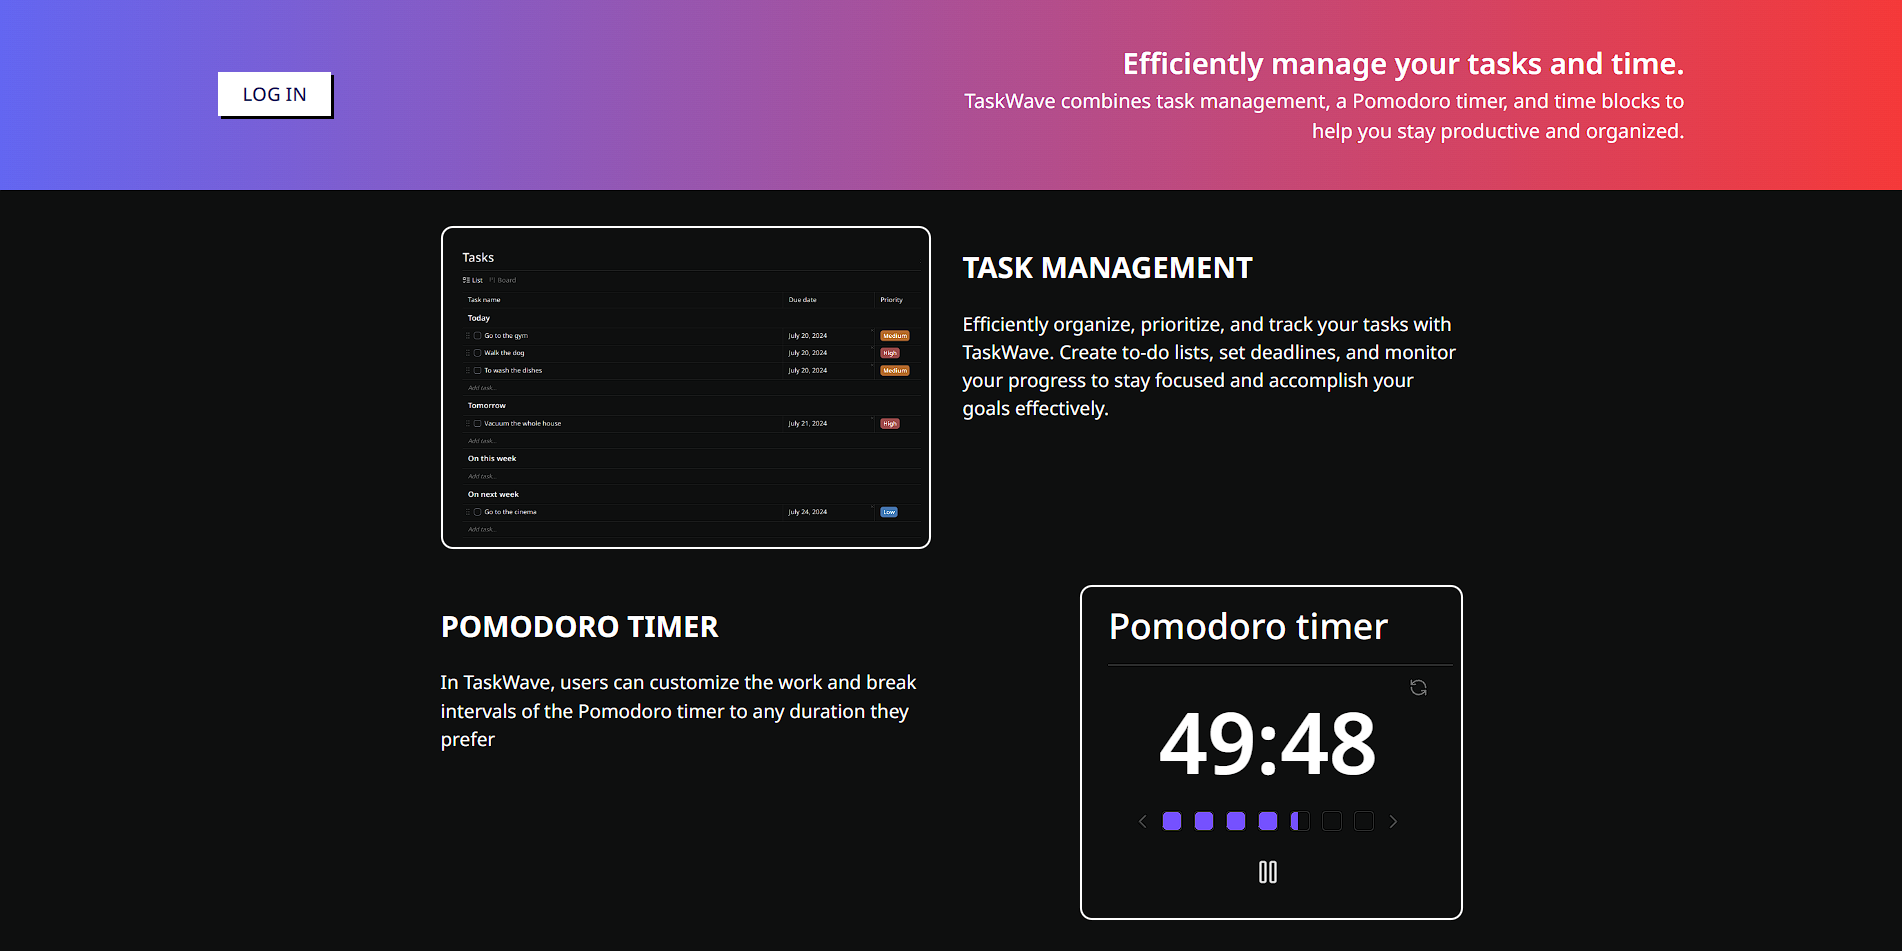 LOG IN
Efficiently manage your tasks and time.
TaskWave combines task management, a Pomodoro timer, and time blocks to
help you stay productive and organized.
Tasks
List Board
Task name Due date Priority
Today
Go to the gym July 20, 2024 Medium
Walk the dog July 20, 2024 High
To wash the dishes July 20, 2024 Medium
Add task...
Tomorrow
Vacuum the whole house July 21, 2024 High
Add task...
On this week
Add task...
On next week
Go to the cinema July 24, 2024 Low
Add task...
TASK MANAGEMENT
Efficiently organize, prioritize, and track your tasks with
TaskWave. Create to-do lists, set deadlines, and monitor
your progress to stay focused and accomplish your
goals effectively.
POMODORO TIMER
In TaskWave, users can customize the work and break
intervals of the Pomodoro timer to any duration they
prefer
Pomodoro timer
49:48